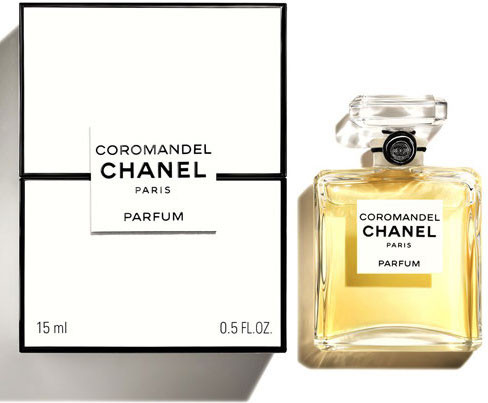 COROMANDEL
CHANEL
PARIS
PARFUM
15 ml 0.5 FL.OZ.
COROMANDEL
CHANEL
PARIS
PARFUM